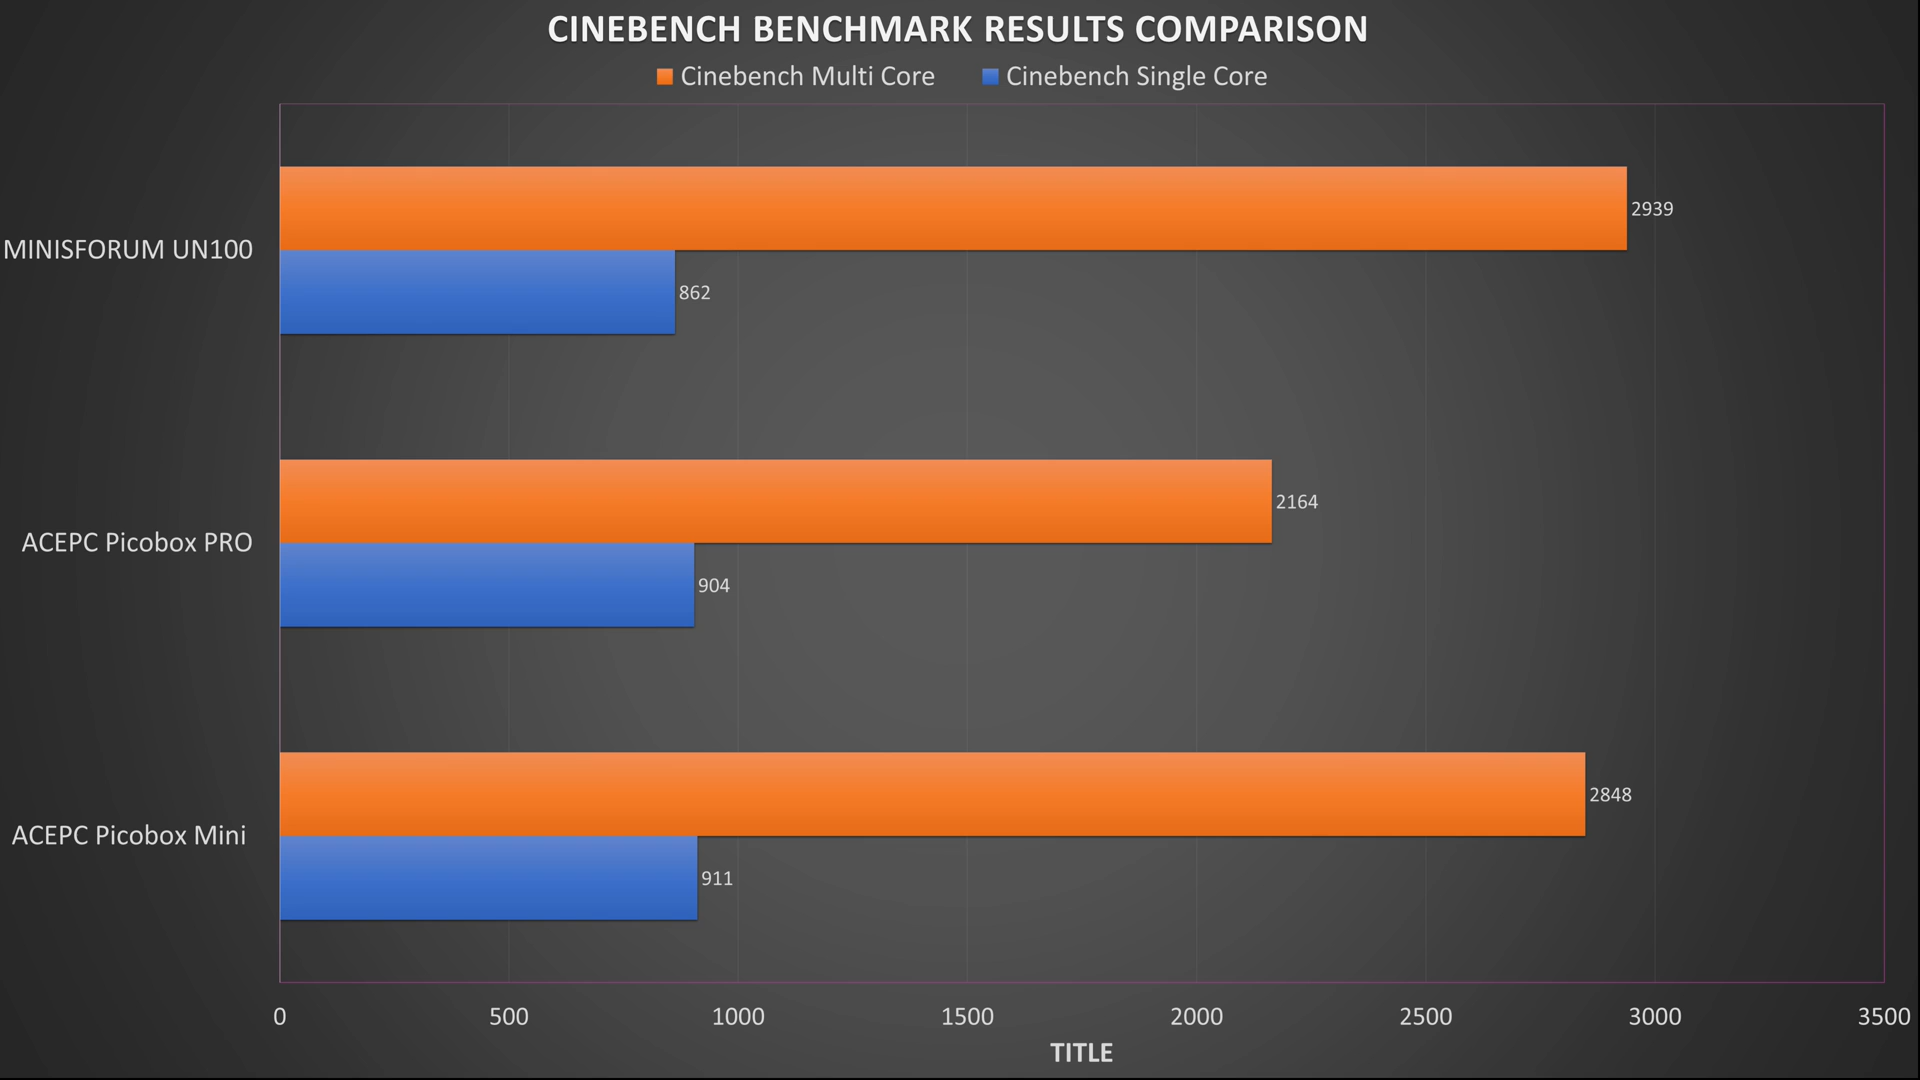 CINEBENCH BENCHMARK RESULTS COMPARISON
Cinebench Multi Core Cinebench Single Core
2939
MINISFORUM UN100
862
2164
ACEPC Picobox PRO
904
2848
ACEPC Picobox Mini
911
0 500 1000 1500 2000 2500 3000 3500
TITLE